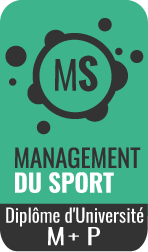 MS
MANAGEMENT
DU SPORT
Diplôme d'Université
M+ P